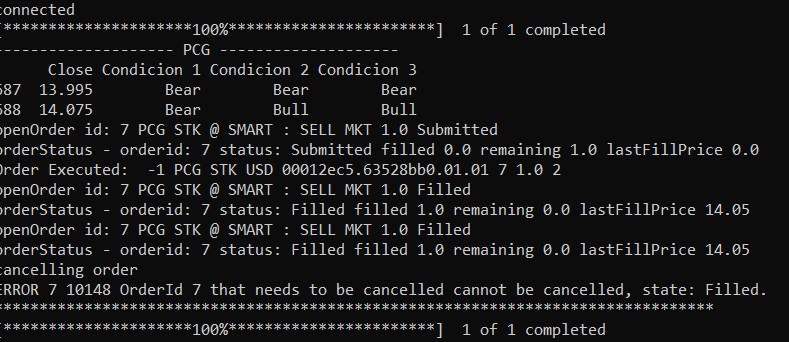 connected
[**********************100%***********************]  1 of 1 completed
------------------- PCG -------------------
Close Condicion 1 Condicion 2 Condicion 3
687  13.995        Bear        Bear        Bear
688  14.075        Bear        Bull        Bull
openOrder id: 7 PCG STK @ SMART : SELL MKT 1.0 Submitted
orderStatus - orderid: 7 status: Submitted filled 0.0 remaining 1.0 lastFillPrice 0.0
Order Executed:  -1 PCG STK USD 00012ec5.63528bb0.01.01 7 1.0 2
openOrder id: 7 PCG STK @ SMART : SELL MKT 1.0 Filled
orderStatus - orderid: 7 status: Filled filled 1.0 remaining 0.0 lastFillPrice 14.05
openOrder id: 7 PCG STK @ SMART : SELL MKT 1.0 Filled
orderStatus - orderid: 7 status: Filled filled 1.0 remaining 0.0 lastFillPrice 14.05
cancelling order
ERROR 7 10148 OrderId 7 that needs to be cancelled cannot be cancelled, state: Filled.
*****************************************************************************
[**********************100%***********************]  1 of 1 completed